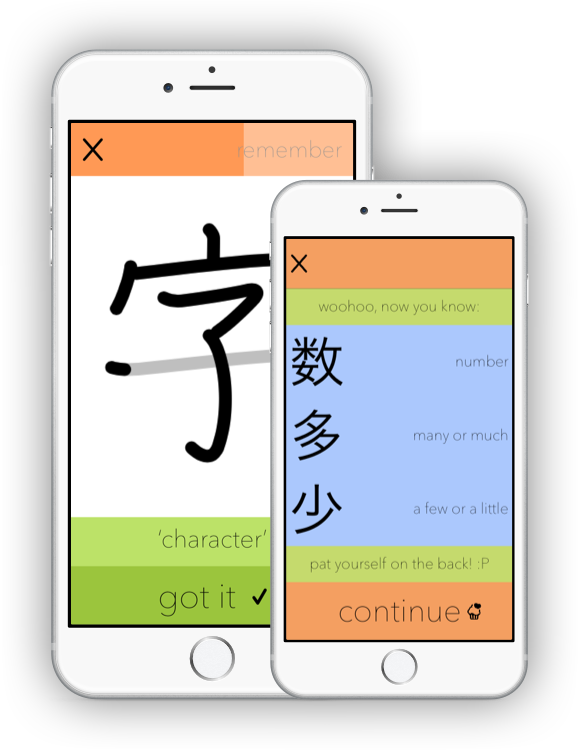 remember
字
'character'
got it
woohoo, now you know:
数 number
多 many or much
少 a few or a little
pat yourself on the back! :P
continue